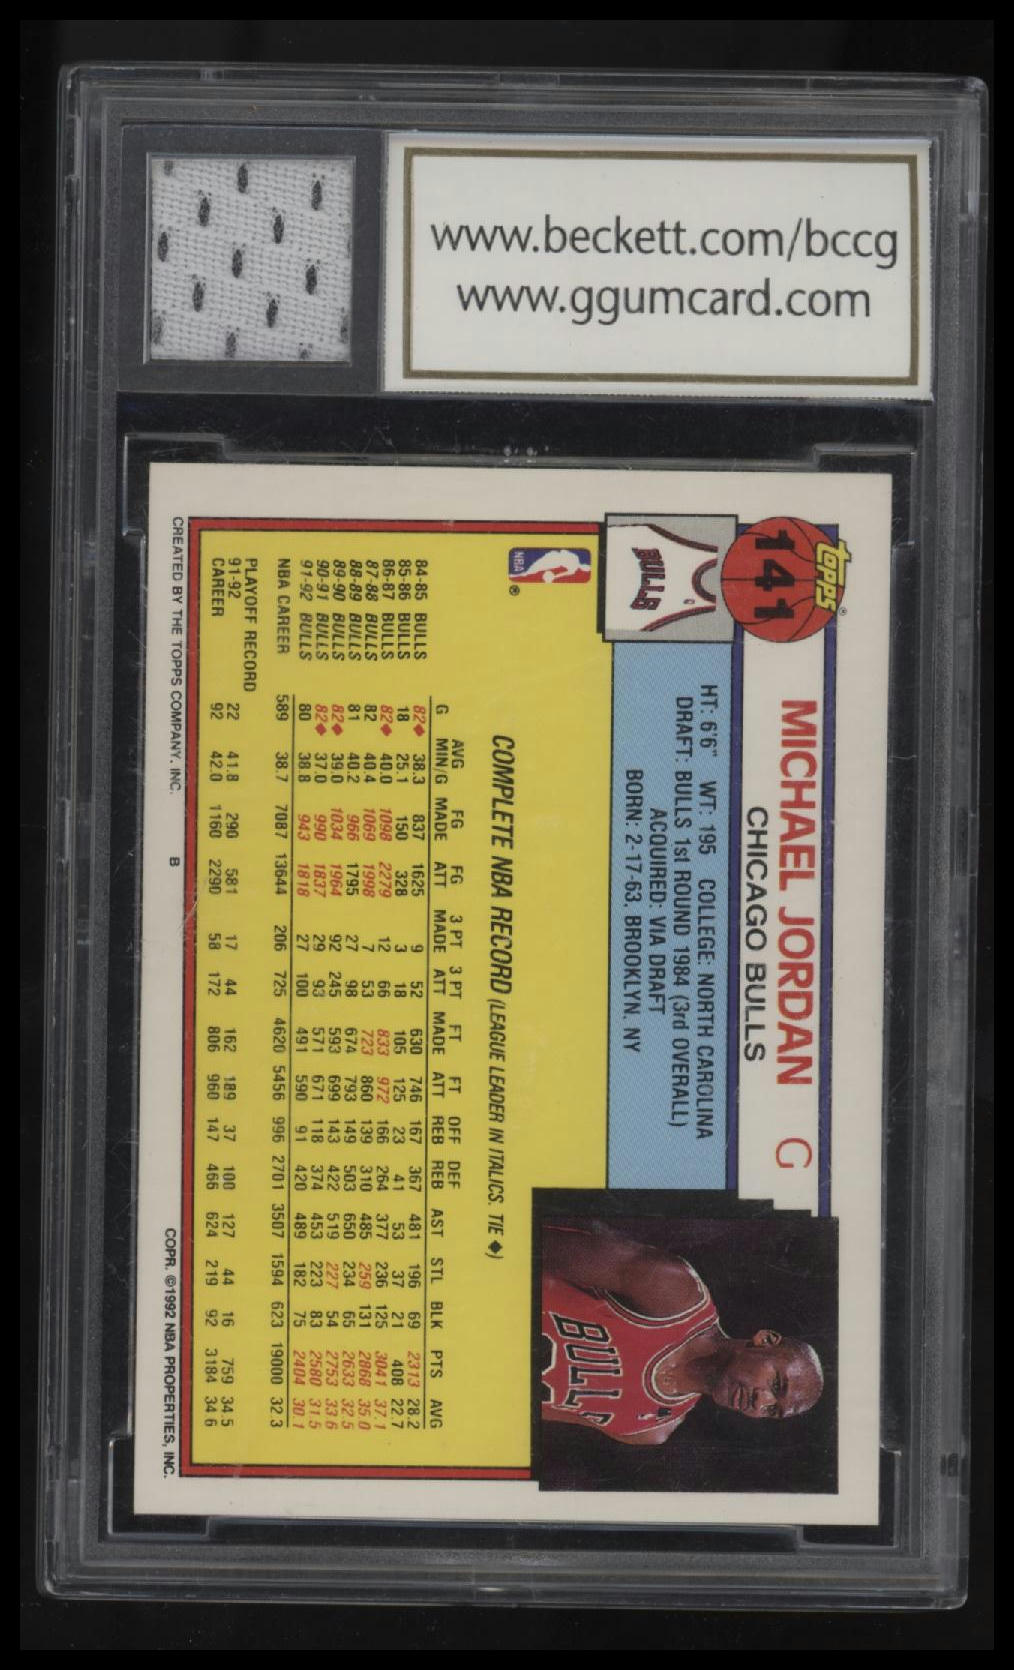 www.beckett.com/bccg
www.ggumcard.com
topps®
141
MICHAEL JORDAN G
CHICAGO BULLS
HT: 6'6" WT: 195 COLLEGE: NORTH CAROLINA
DRAFT: BULLS 1st ROUND 1984 (3rd OVERALL)
ACQUIRED: VIA DRAFT
BORN: 2-17-63, BROOKLYN, NY
BULLS
BULLS
NBA ®
COMPLETE NBA RECORD (LEAGUE LEADER IN ITALICS. TIE ♦)
G AVG MIN/G FG MADE FG ATT 3 PT MADE 3 PT ATT FT MADE FT ATT OFF REB DEF REB AST STL BLK PTS AVG
84-85 BULLS 82♦ 38.3 837 1625 9 52 630 746 167 367 481 196 69 2313 28.2
85-86 BULLS 18 25.1 150 328 3 18 105 125 23 41 53 37 21 408 22.7
86-87 BULLS 82♦ 40.0 1098 2279 12 66 833 972 166 264 377 236 125 3041 37.1
87-88 BULLS 82 40.4 1069 1998 7 53 723 860 139 310 485 259 131 2868 35.0
88-89 BULLS 81 40.2 966 1795 27 98 674 793 149 503 650 234 65 2633 32.5
89-90 BULLS 82♦ 39.0 1034 1964 92 245 593 699 143 422 519 227 54 2753 33.6
90-91 BULLS 82♦ 37.0 990 1837 29 93 571 671 118 374 453 223 83 2580 31.5
91-92 BULLS 80 38.8 943 1818 27 100 491 590 91 420 489 182 75 2404 30.1
NBA CAREER 589 38.7 7087 13644 206 725 4620 5456 996 2701 3507 1594 623 19000 32.3
PLAYOFF RECORD
91-92 22 41.8 290 581 17 44 162 189 37 100 127 44 16 759 34.5
CAREER 92 42.0 1160 2290 58 172 806 960 147 466 624 219 92 3184 34.6
CREATED BY THE TOPPS COMPANY, INC. B COPR. ©1992 NBA PROPERTIES, INC.